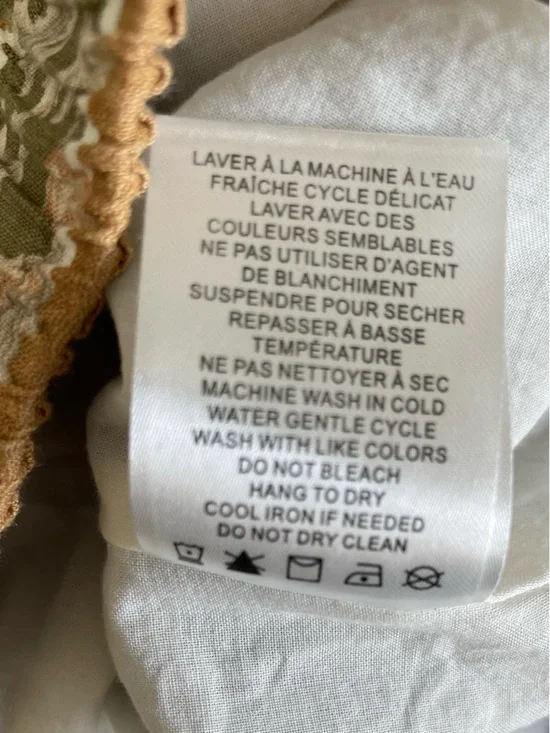 LAVER À LA MACHINE À L'EAU
FRAÎCHE CYCLE DÉLICAT
LAVER AVEC DES
COULEURS SEMBLABLES
NE PAS UTILISER D'AGENT
DE BLANCHIMENT
SUSPENDRE POUR SECHER
REPASSER À BASSE
TEMPÉRATURE
NE PAS NETTOYER À SEC
MACHINE WASH IN COLD
WATER GENTLE CYCLE
WASH WITH LIKE COLORS
DO NOT BLEACH
HANG TO DRY
COOL IRON IF NEEDED
DO NOT DRY CLEAN